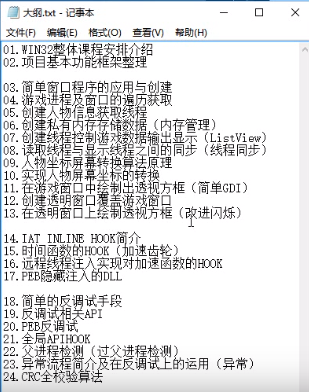 大纲.txt - 记事本
文件(F) 编辑(E) 格式(O) 查看(V) 帮助(H)
01.WIN32整体课程安排介绍
02.项目基本功能框架整理
03.简单窗口程序的应用与创建
04.游戏进程及窗口的遍历获取
05.创建人物信息获取线程
06.创建私有内存存储数据（内存管理）
07.创建线程控制游戏数据输出显示（ListView）
08.读取线程与显示线程之间的同步（线程同步）
09.人物坐标屏幕转换算法原理
10.实现人物屏幕坐标的转换
11.在游戏窗口中绘制出透视方框（简单GDI）
12.创建透明窗口覆盖游戏窗口
13.在透明窗口上绘制透视方框（改进闪烁）
14.IAT INLINE HOOK简介
15.时间函数的HOOK（加速齿轮）
16.远程线程注入实现对加速函数的HOOK
17.PEB隐藏注入的DLL
18.简单的反调试手段
19.反调试相关API
20.PEB反调试
21.全局APIHOOK
22.父进程检测（过父进程检测）
23.异常流程简介及在反调试上的运用（异常）
24.CRC全校验算法